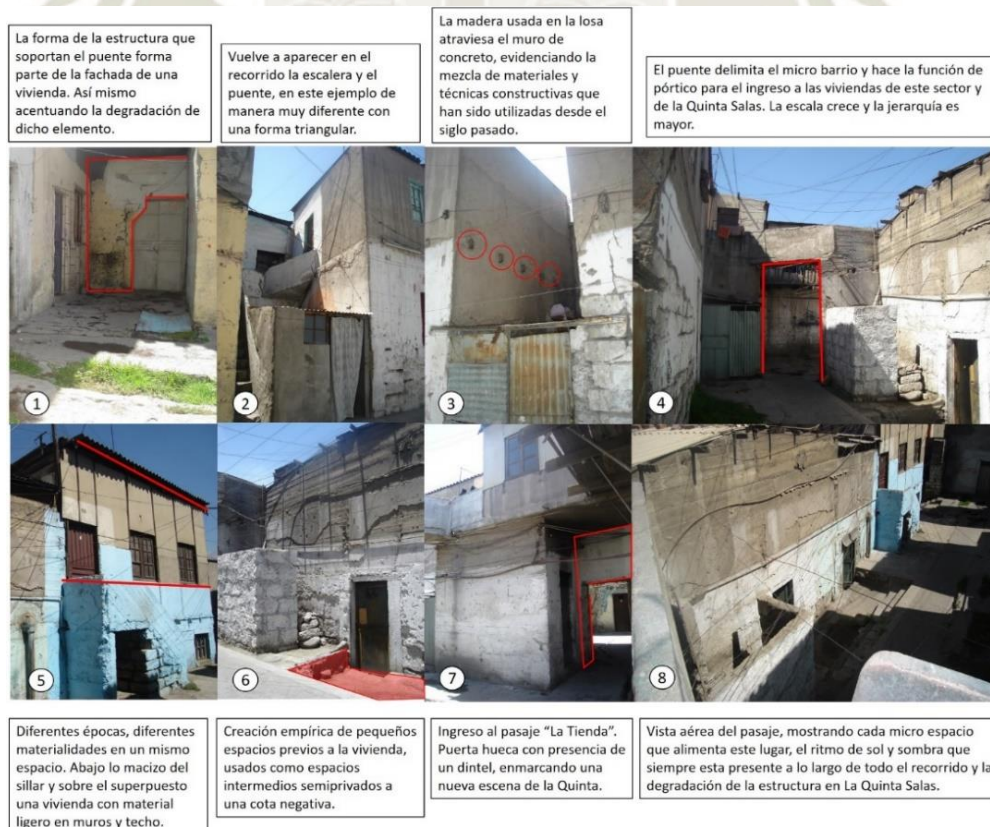 La forma de la estructura que
soportan el puente forma
parte de la fachada de una
vivienda. Así mismo
acentuando la degradación de
dicho elemento.
Vuelve a aparecer en el
recorrido la escalera y el
puente, en este ejemplo de
manera muy diferente con
una forma triangular.
La madera usada en la losa
atraviesa el muro de
concreto, evidenciando la
mezcla de materiales y
técnicas constructivas que
han sido utilizadas desde el
siglo pasado.
El puente delimita el micro barrio y hace la función de
pórtico para el ingreso a las viviendas de este sector y
de la Quinta Salas. La escala crece y la jerarquía es
mayor.
1
2
3
4
5
6
7
8
Diferentes épocas, diferentes
materialidades en un mismo
espacio. Abajo lo macizo del
sillar y sobre el superpuesto
una vivienda con material
ligero en muros y techo.
Creación empírica de pequeños
espacios previos a la vivienda,
usados como espacios
intermedios semiprivados a
una cota negativa.
Ingreso al pasaje “La Tienda”.
Puerta hueca con presencia de
un dintel, enmarcando una
nueva escena de la Quinta.
Vista aérea del pasaje, mostrando cada micro espacio
que alimenta este lugar, el ritmo de sol y sombra que
siempre esta presente a lo largo de todo el recorrido y la
degradación de la estructura en La Quinta Salas.